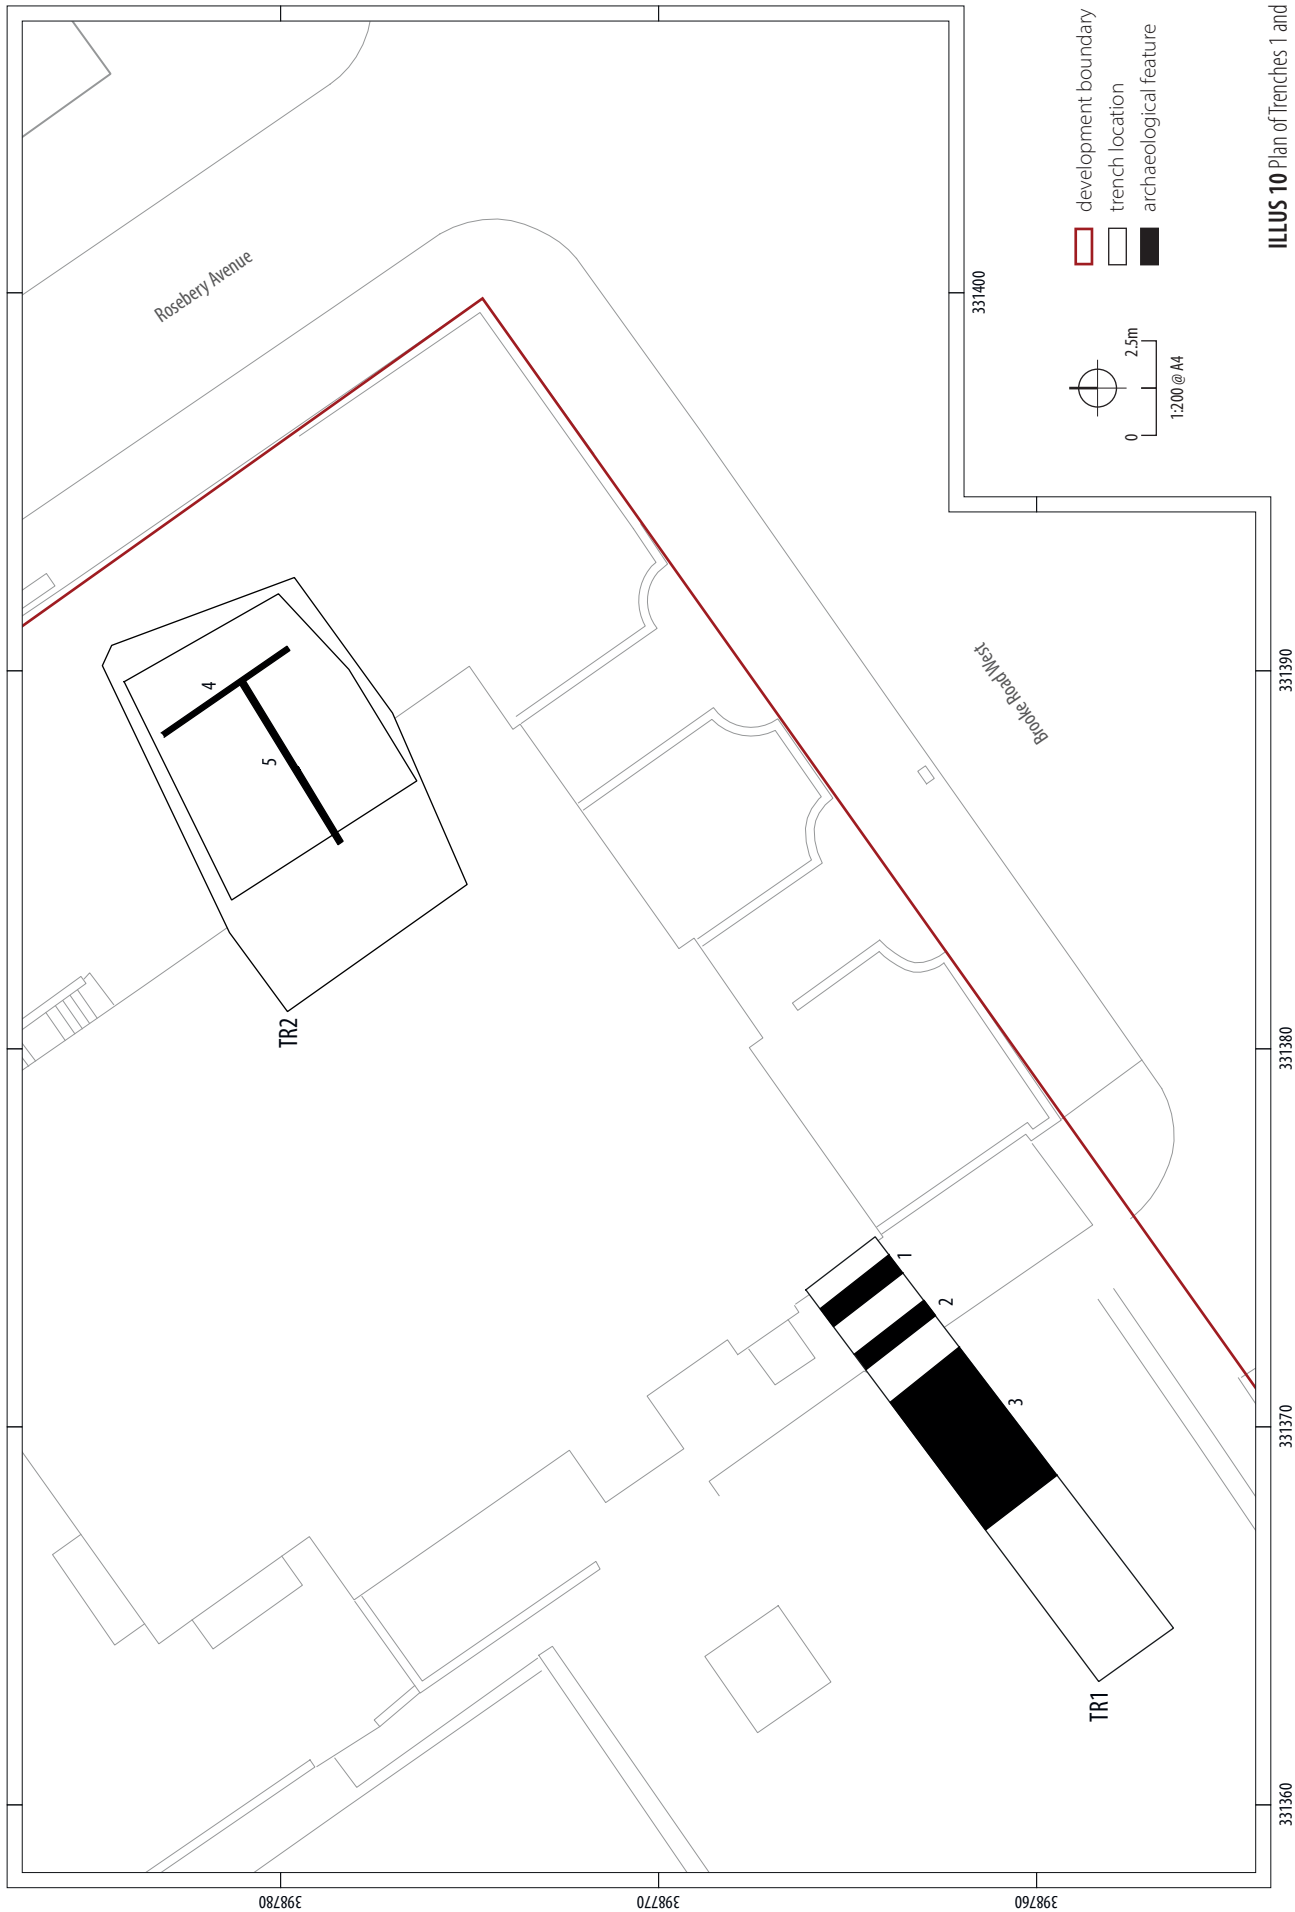 Rosebery Avenue
4
5
TR2
Brooke Road West
1
2
3
TR1
398780
398770
398760
331360
331370
331380
331390
331400
0 2.5m
1:200 @ A4
development boundary
trench location
archaeological feature
ILLUS 10 Plan of Trenches 1 and